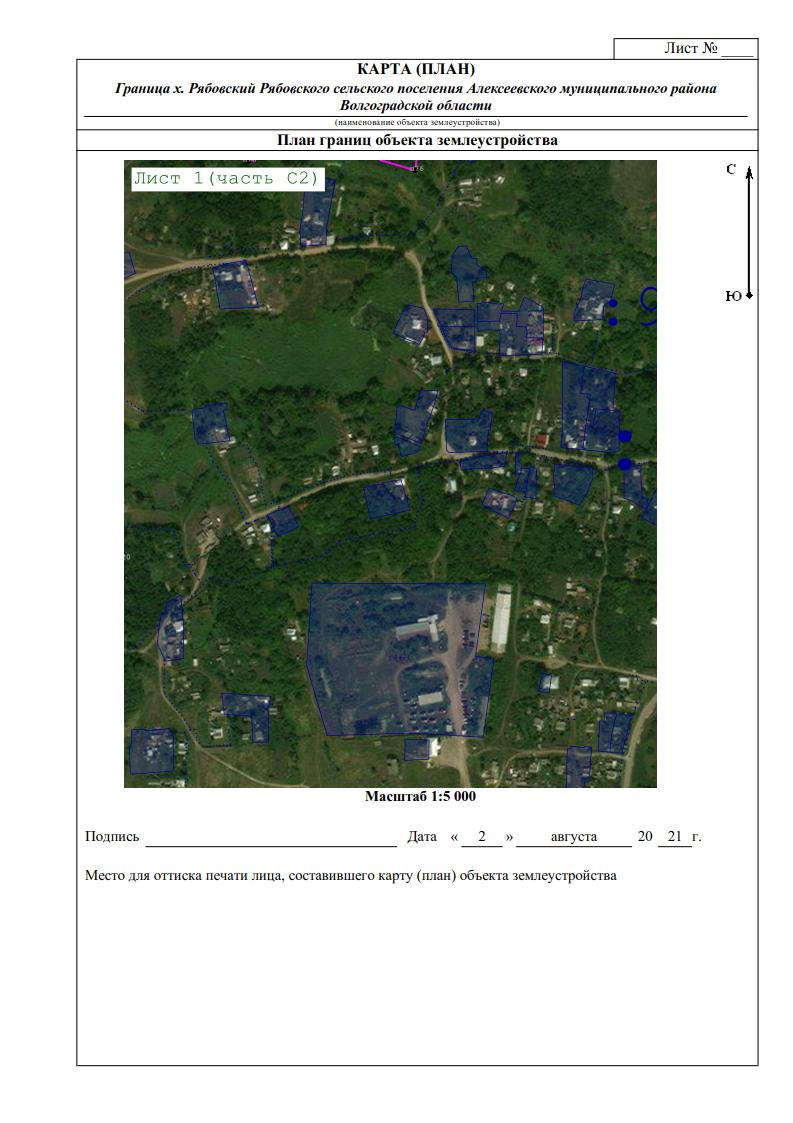 Лист № ____
КАРТА (ПЛАН)
Граница х. Рябовский Рябовского сельского поселения Алексеевского муниципального района
Волгоградской области
(наименование объекта землеустройства)
План границ объекта землеустройства
Лист 1(часть C2)
С
Ю
Масштаб 1:5 000
Подпись
Дата « 2 » августа 20 21 г.
Место для оттиска печати лица, составившего карту (план) объекта землеустройства